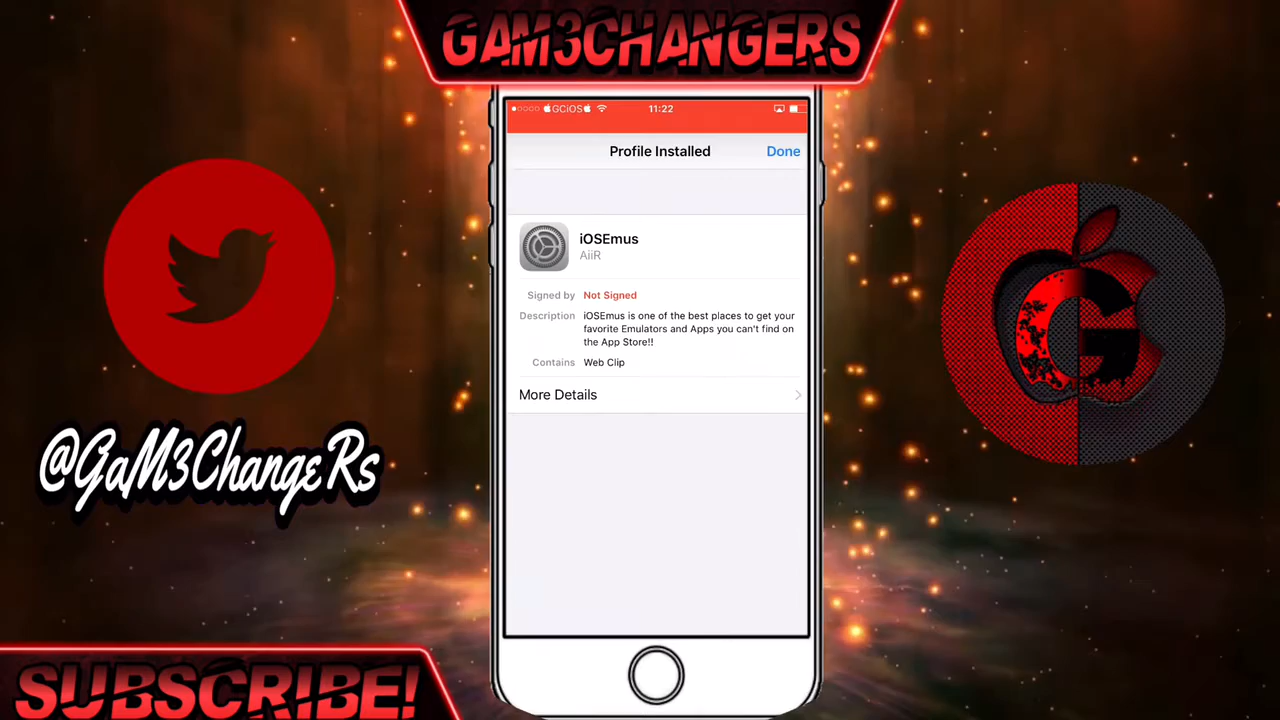 GAM3CHANGERS
GCiOS
11:22
Profile Installed
Done
iOSEmus
AiiR
Signed by Not Signed
Description iOSEmus is one of the best places to get your
favorite Emulators and Apps you can't find on
the App Store!!
Contains Web Clip
More Details
@GaM3ChangeRs
G
SUBSCRIBE!